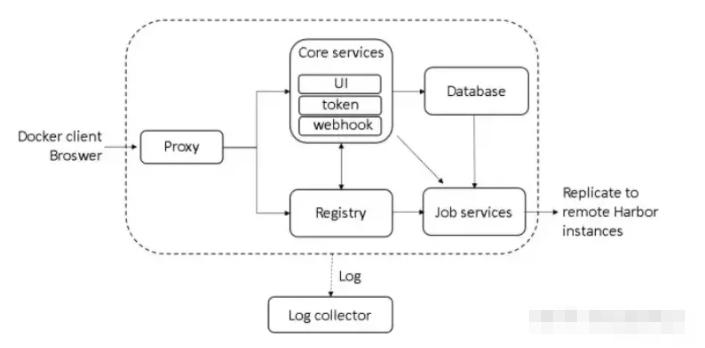 Core services
UI
token
webhook
Database
Docker client
Broswer
Proxy
Registry
Job services
Replicate to
remote Harbor
instances
Log
Log collector